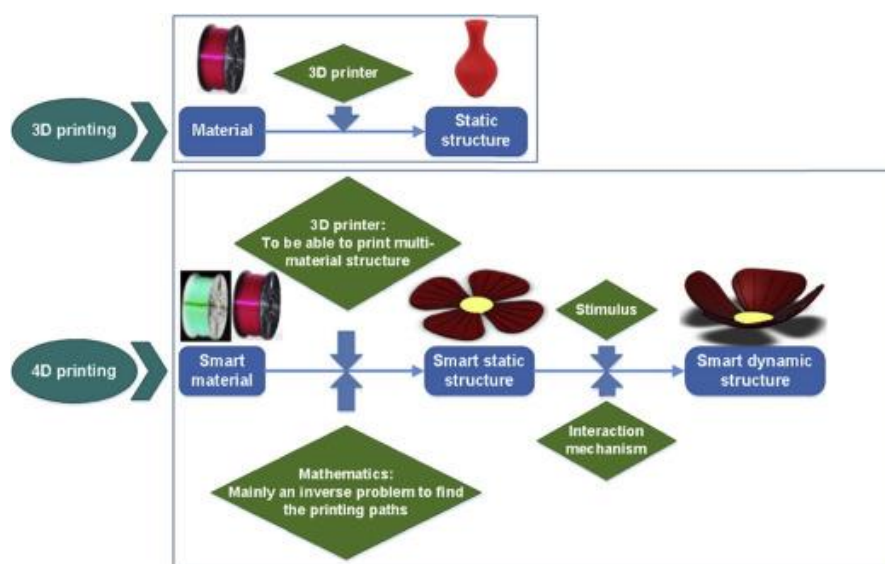 3D printer
3D printing
Material
Static
structure
3D printer:
To be able to print multi-
material structure
Stimulus
4D printing
Smart
material
Smart static
structure
Smart dynamic
structure
Interaction
mechanism
Mathematics:
Mainly an inverse problem to find
the printing paths